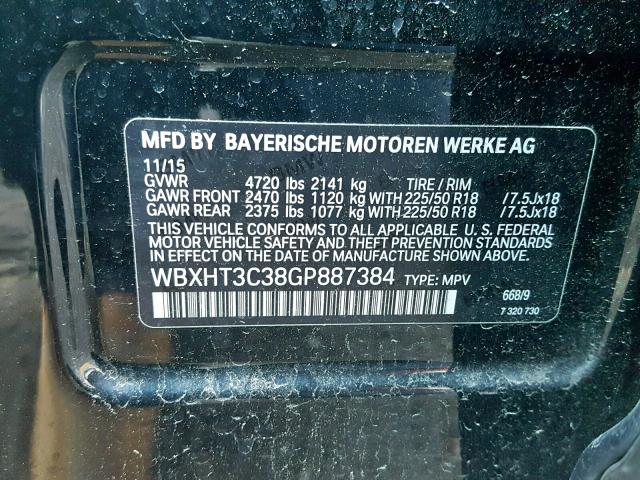 MFD BY BAYERISCHE MOTOREN WERKE AG
11/15
GVWR 4720 lbs 2141 kg TIRE / RIM
GAWR FRONT 2470 lbs 1120 kg WITH 225/50 R18 /7.5Jx18
GAWR REAR 2375 lbs 1077 kg WITH 225/50 R18 /7.5Jx18
THIS VEHICLE CONFORMS TO ALL APPLICABLE U. S. FEDERAL
MOTOR VEHICLE SAFETY AND THEFT PREVENTION STANDARDS
IN EFFECT ON THE DATE OF MANUFACTURE SHOWN ABOVE.
WBXHT3C38GP887384 TYPE: MPV
668/9
7 320 730